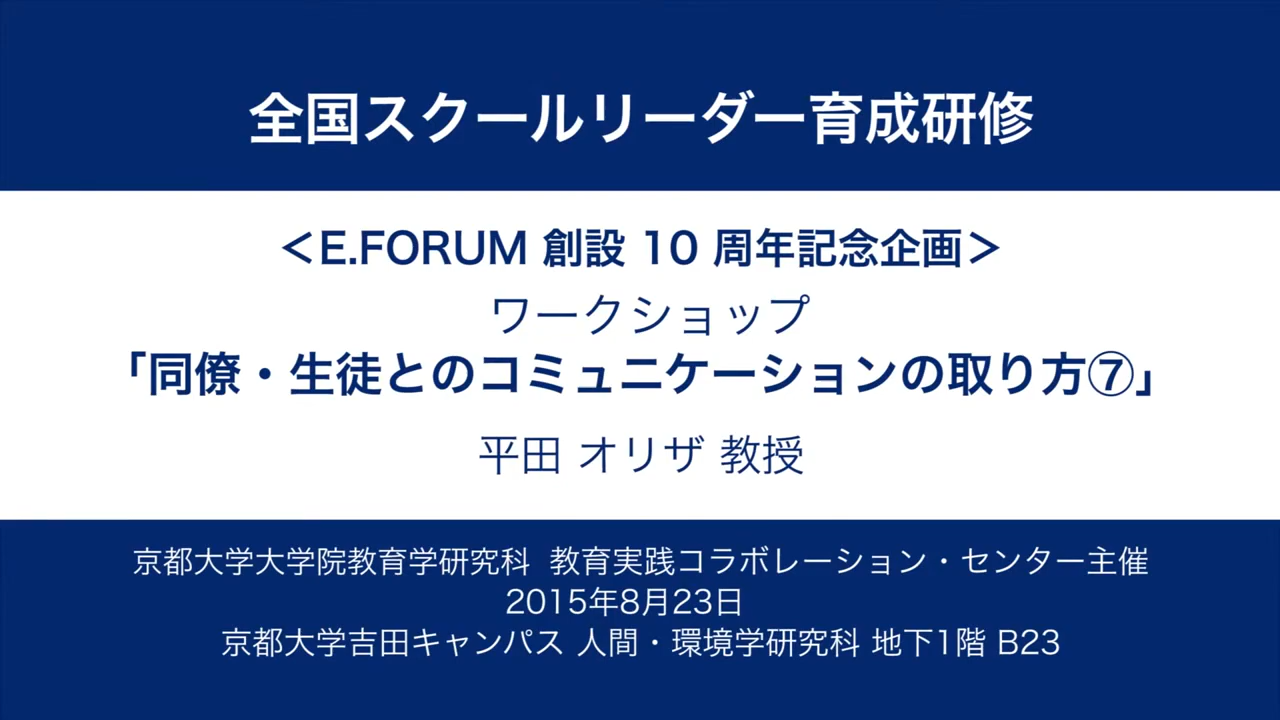 全国スクールリーダー育成研修
＜E.FORUM 創設 10 周年記念企画＞
ワークショップ
「同僚・生徒とのコミュニケーションの取り方⑦」
平田 オリザ 教授
京都大学大学院教育学研究科 教育実践コラボレーション・センター主催
2015年8月23日
京都大学吉田キャンパス 人間・環境学研究科 地下1階 B23